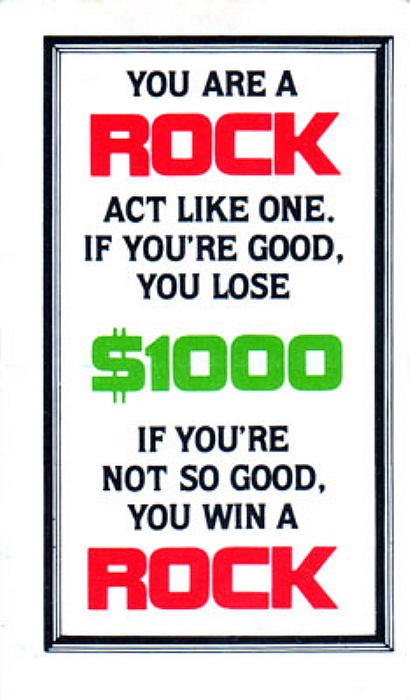 YOU ARE A
ROCK
ACT LIKE ONE.
IF YOU'RE GOOD,
YOU LOSE
$1000
IF YOU'RE
NOT SO GOOD,
YOU WIN A
ROCK